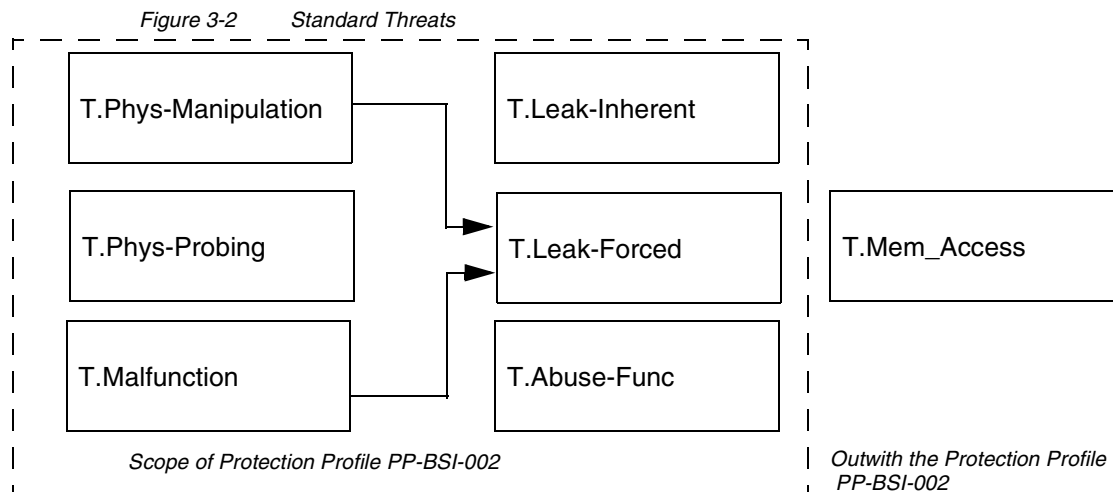 Figure 3-2 Standard Threats
T.Phys-Manipulation
T.Leak-Inherent
T.Phys-Probing
T.Leak-Forced
T.Mem_Access
T.Malfunction
T.Abuse-Func
Scope of Protection Profile PP-BSI-002
Outwith the Protection Profile
PP-BSI-002